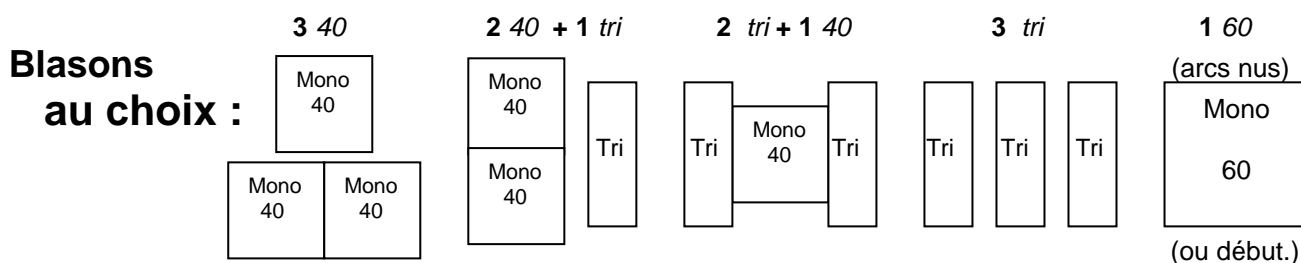 3 40
2 40 + 1 tri
2 tri + 1 40
3 tri
1 60
Blasons
au choix :
Mono
40
Mono
40
Mono
40
Mono
40
Mono
40
Tri
Tri
Mono
40
Tri
Tri
Tri
Tri
(arcs nus)
Mono
60
(ou début.)